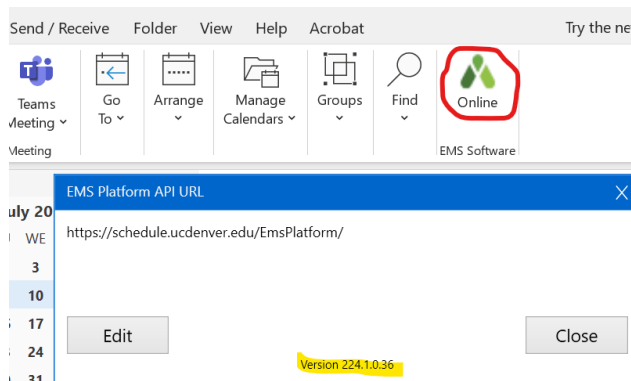 Send / Receive Folder View Help Acrobat Try the ne
Teams Meeting
Go To
Arrange
Manage Calendars
Groups
Find
Online
Meeting
EMS Software
uly 20
WE
3
10
17
24
31
EMS Platform API URL
https://schedule.ucdenver.edu/EmsPlatform/
Edit
Close
Version 224.1.0.36